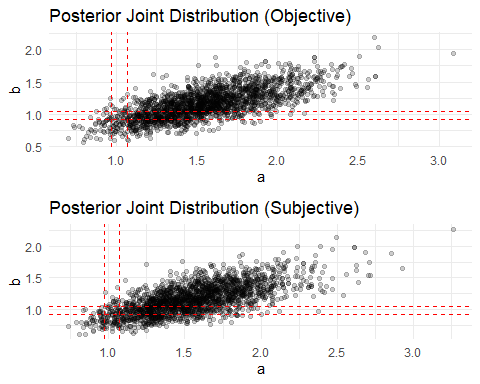 Posterior Joint Distribution (Objective)
2.0
1.5
1.0
0.5
b
1.0 1.5 2.0 2.5 3.0
a
Posterior Joint Distribution (Subjective)
2.0
1.5
1.0
b
1.0 1.5 2.0 2.5 3.0
a